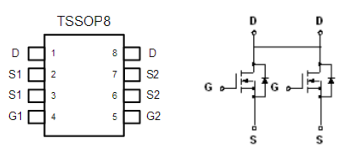 TSSOP8
D 1 8 D
S1 2 7 S2
S1 3 6 S2
G1 4 5 G2
D D
G G
S S